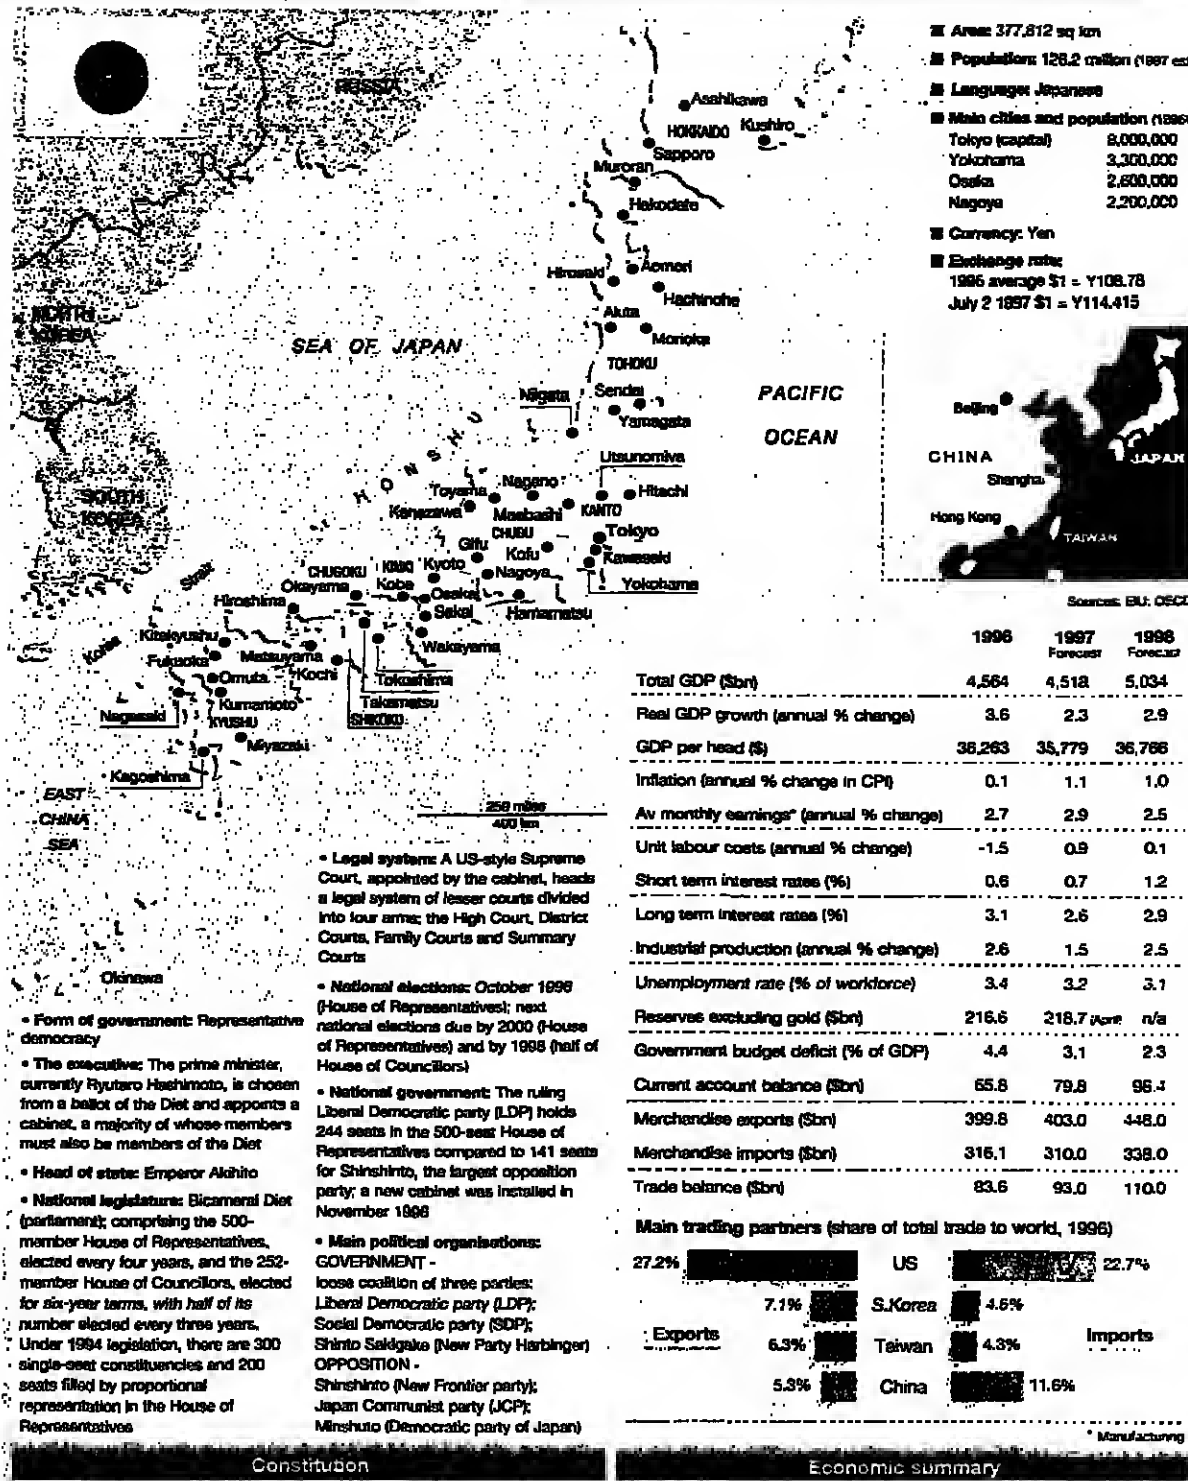 RUSSIA
NORTH
KOREA
SOUTH
KOREA
SEA OF JAPAN
PACIFIC
OCEAN
EAST
CHINA
SEA
Korea
Strait
HONSHU
Asahikawa
HOKKAIDO
Kushiro
Sapporo
Muroran
Hakodate
Hirosaki
Aomori
Hachinohe
Akita
Morioka
TOHOKU
Niigata
Sendai
Yamagata
Utsunomiya
Toyama
Nagano
Hitachi
Kanazawa
Maebashi
KANTO
CHUBU
Tokyo
Gifu
Kofu
Kawasaki
CHUGOKU
KINKI
Kyoto
Nagoya
Yokohama
Okayama
Kobe
Osaka
Hiroshima
Sakai
Hamamatsu
Kitakyushu
Wakayama
Fukuoka
Matsuyama
Omuta
Kochi
Tokushima
Kumamoto
Takamatsu
Nagasaki
KYUSHU
SHIKOKU
Miyazaki
Kagoshima
250 miles
400 km
Okinawa
Area: 377,812 sq km
Population: 126.2 million (1997 est
Language: Japanese
Main cities and population (1996
Tokyo (capital) 8,000,000
Yokohama 3,300,000
Osaka 2,600,000
Nagoya 2,200,000
Currency: Yen
Exchange rate:
1996 average $1 = Y108.78
July 2 1997 $1 = Y114.415
Beijing
CHINA
JAPAN
Shanghai
Hong Kong
TAIWAN
Sources: EIU: OECD
• Form of government: Representative
democracy
• The executive: The prime minister,
currently Ryutaro Hashimoto, is chosen
from a ballot of the Diet and appoints a
cabinet, a majority of whose members
must also be members of the Diet
• Head of state: Emperor Akihito
• National legislature: Bicameral Diet
(parliament); comprising the 500-
member House of Representatives,
elected every four years, and the 252-
member House of Councillors, elected
for six-year terms, with half of its
number elected every three years.
Under 1994 legislation, there are 300
single-seat constituencies and 200
seats filled by proportional
representation in the House of
Representatives
• Legal system: A US-style Supreme
Court, appointed by the cabinet, heads
a legal system of lesser courts divided
into four arms; the High Court, District
Courts, Family Courts and Summary
Courts
• National elections: October 1996
(House of Representatives); next
national elections due by 2000 (House
of Representatives) and by 1998 (half of
House of Councillors)
• National government: The ruling
Liberal Democratic party (LDP) holds
244 seats in the 500-seat House of
Representatives compared to 141 seats
for Shinshinto, the largest opposition
party; a new cabinet was installed in
November 1996
• Main political organisations:
GOVERNMENT -
loose coalition of three parties:
Liberal Democratic party (LDP);
Social Democratic party (SDP);
Shinto Sakigake (New Party Harbinger)
OPPOSITION -
Shinshinto (New Frontier party);
Japan Communist party (JCP);
Minshuto (Democratic party of Japan)
Constitution
1996 1997 1998
Forecast Forecast
Total GDP ($bn) 4,564 4,518 5,034
Real GDP growth (annual % change) 3.6 2.3 2.9
GDP per head ($) 36,263 35,779 36,766
Inflation (annual % change in CPI) 0.1 1.1 1.0
Av monthly earnings* (annual % change) 2.7 2.9 2.5
Unit labour costs (annual % change) -1.5 0.9 0.1
Short term interest rates (%) 0.6 0.7 1.2
Long term interest rates (%) 3.1 2.6 2.9
Industrial production (annual % change) 2.6 1.5 2.5
Unemployment rate (% of workforce) 3.4 3.2 3.1
Reserves excluding gold ($bn) 216.6 218.7 (April) n/a
Government budget deficit (% of GDP) 4.4 3.1 2.3
Current account balance ($bn) 65.8 79.8 96.4
Merchandise exports ($bn) 399.8 403.0 448.0
Merchandise imports ($bn) 316.1 310.0 338.0
Trade balance ($bn) 83.6 93.0 110.0
Main trading partners (share of total trade to world, 1996)
27.2% US 22.7%
7.1% S.Korea 4.6%
Exports 6.3% Taiwan 4.3% Imports
5.3% China 11.6%
* Manufacturing
Economic summary